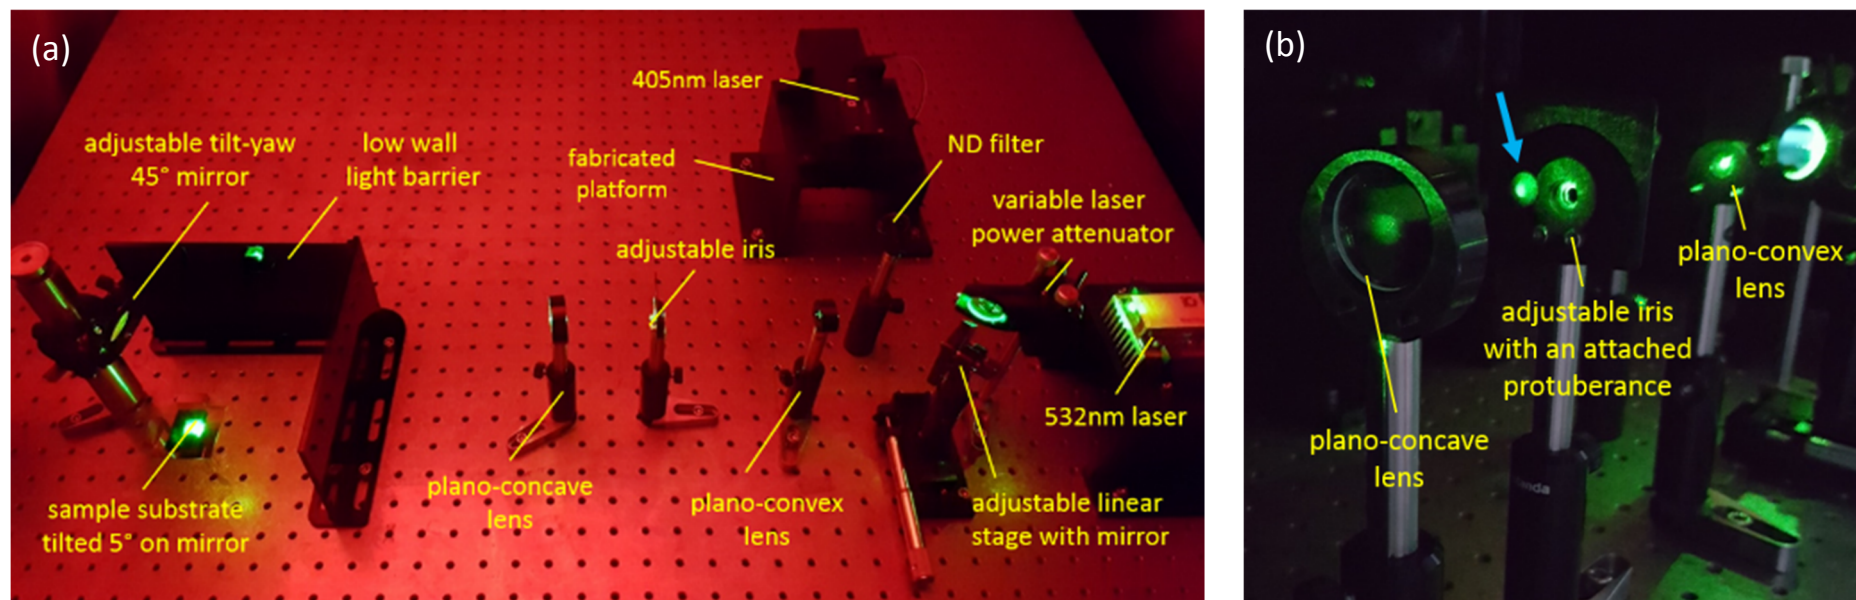 (a)
405nm laser
adjustable tilt-yaw
45° mirror
low wall
light barrier
fabricated
platform
ND filter
variable laser
power attenuator
adjustable iris
532nm laser
plano-concave
lens
plano-convex
lens
adjustable linear
stage with mirror
sample substrate
tilted 5° on mirror
(b)
plano-convex
lens
adjustable iris
with an attached
protuberance
plano-concave
lens
anda